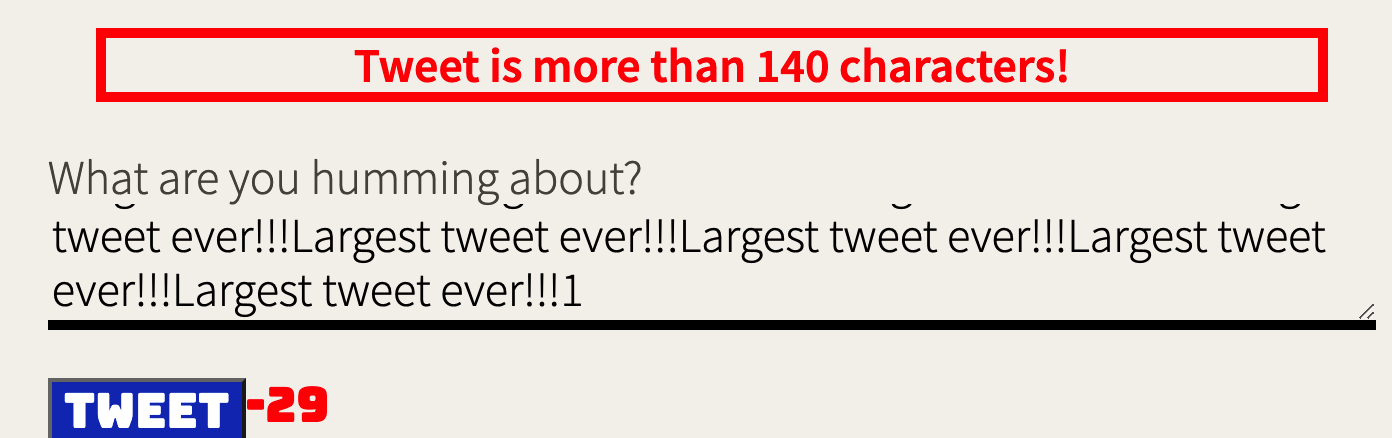 Tweet is more than 140 characters!
What are you humming about?
tweet ever!!!Largest tweet ever!!!Largest tweet ever!!!Largest tweet
ever!!!Largest tweet ever!!!1
TWEET -29